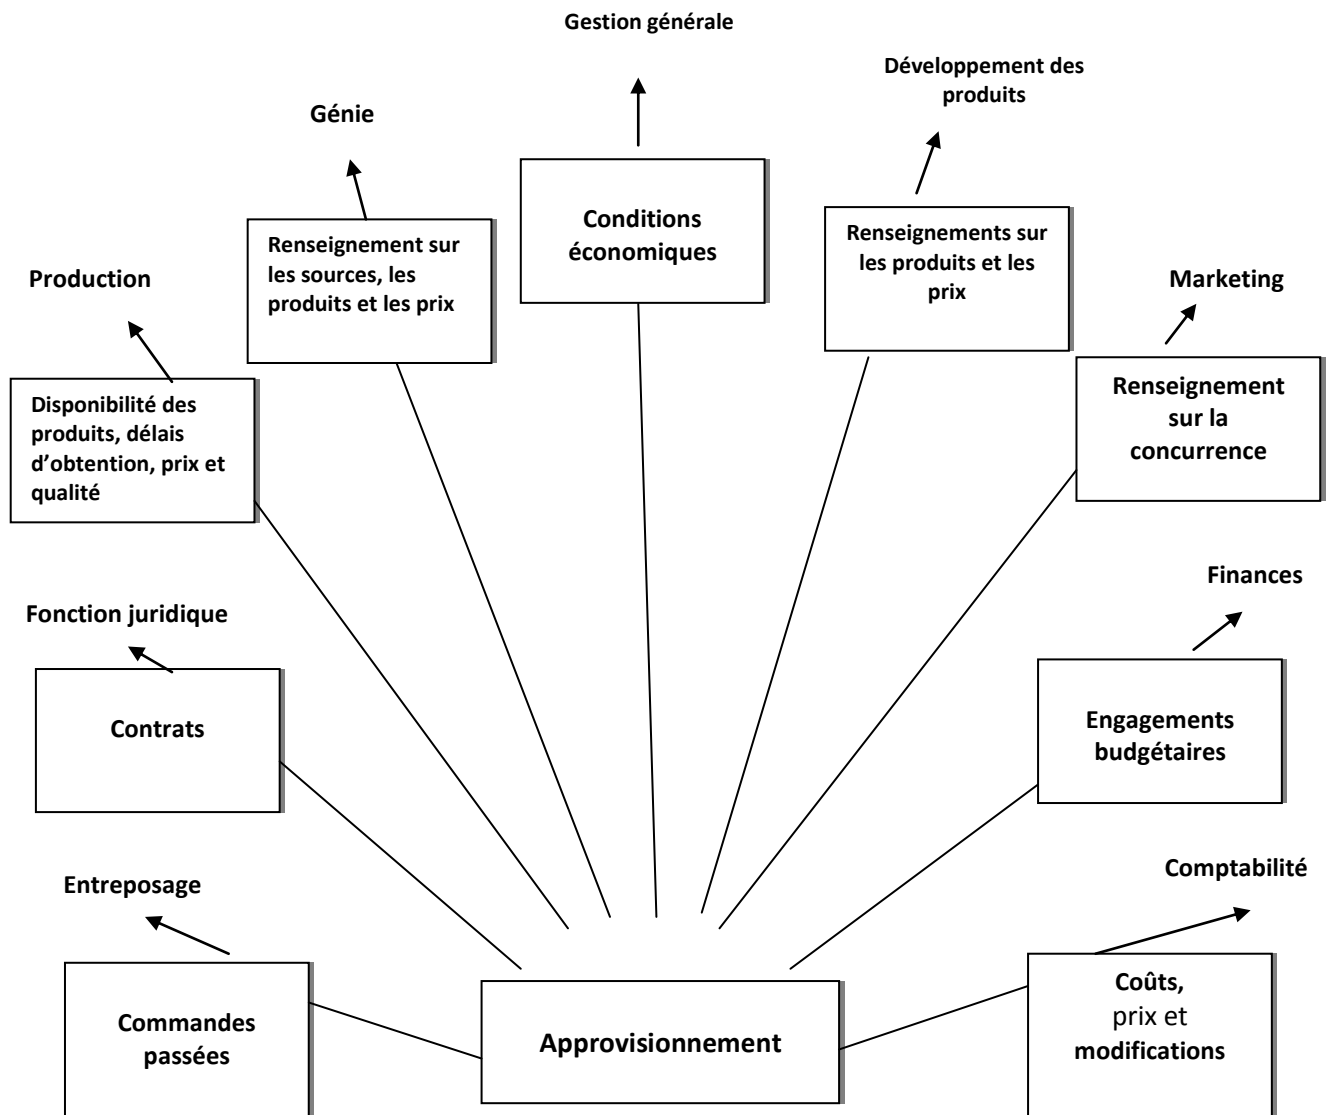 Gestion générale
Développement des
produits
Génie
Conditions
économiques
Renseignements sur
les produits et les
prix
Renseignement sur
les sources, les
produits et les prix
Production
Marketing
Disponibilité des
produits, délais
d'obtention, prix et
qualité
Renseignement
sur la
concurrence
Finances
Fonction juridique
Contrats
Engagements
budgétaires
Entreposage
Comptabilité
Commandes
passées
Approvisionnement
Coûts,
prix et
modifications